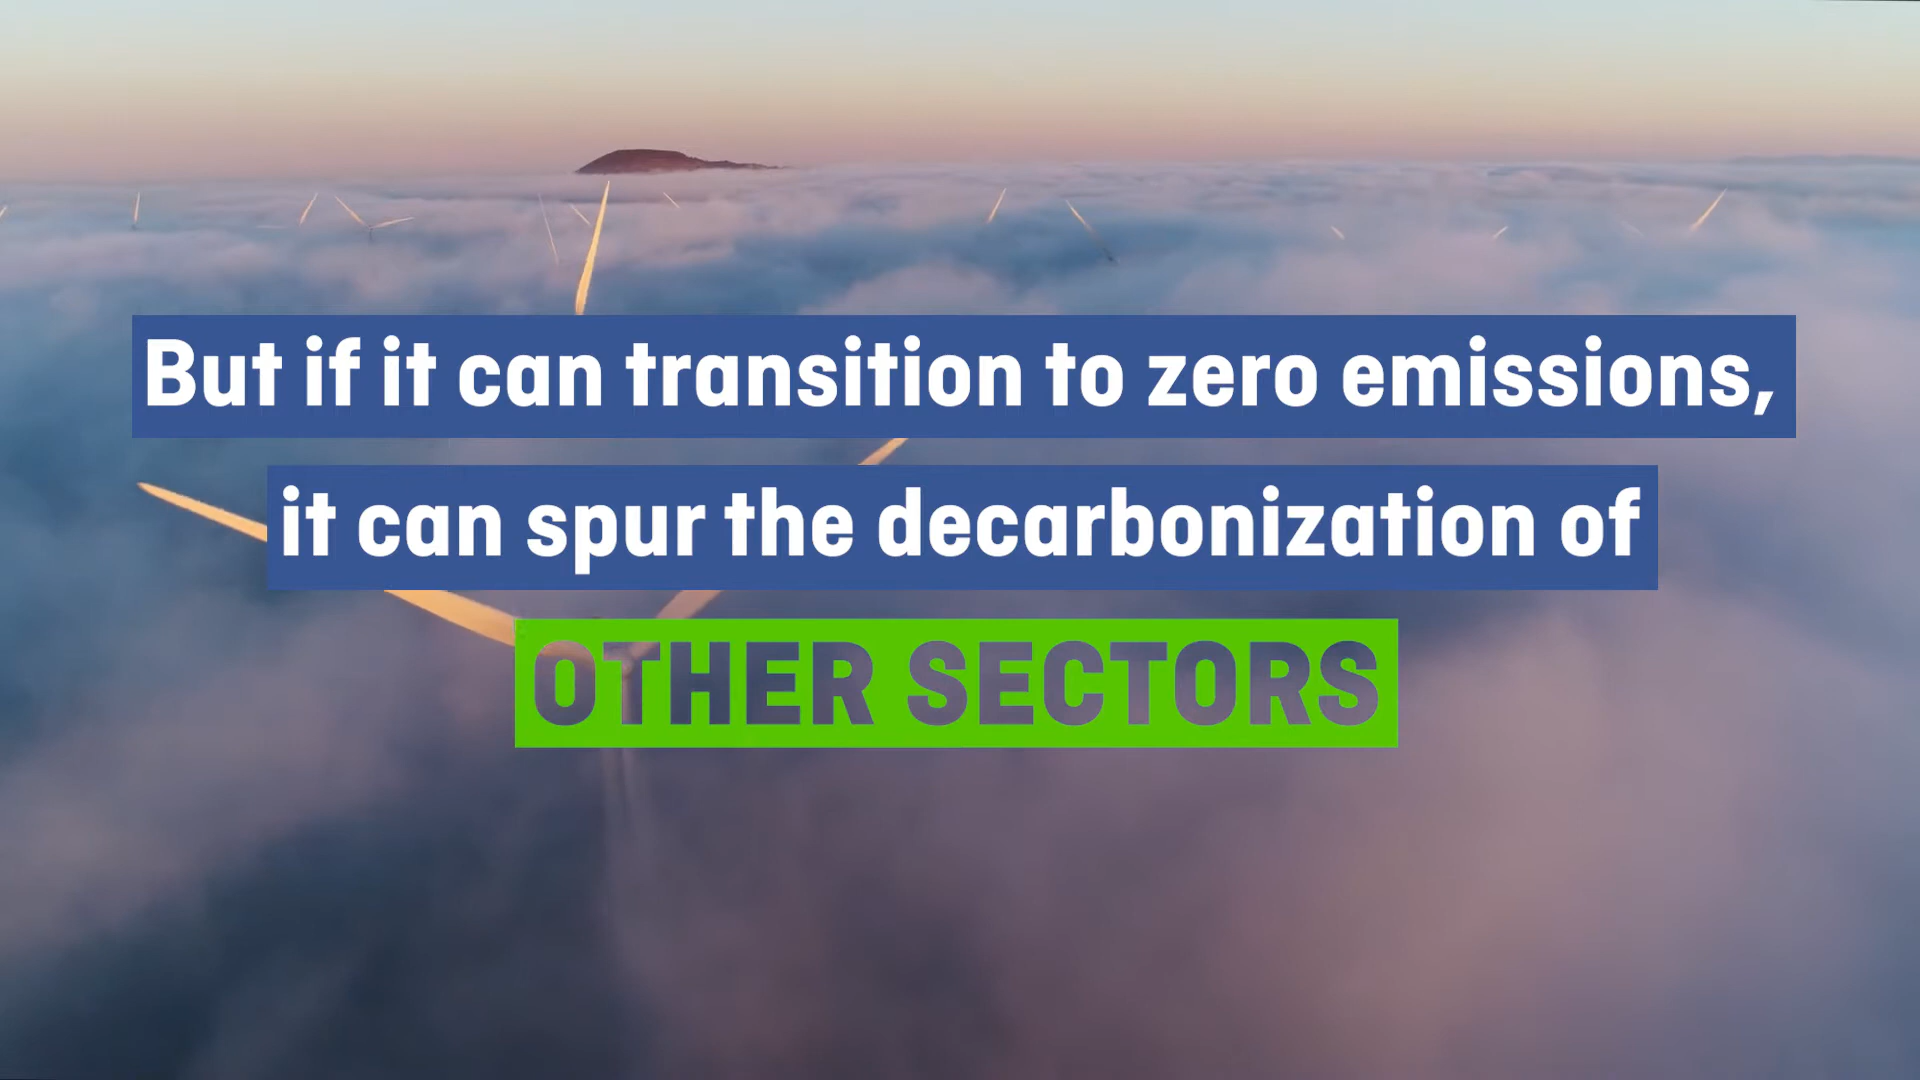 But if it can transition to zero emissions,
it can spur the decarbonization of
OTHER SECTORS